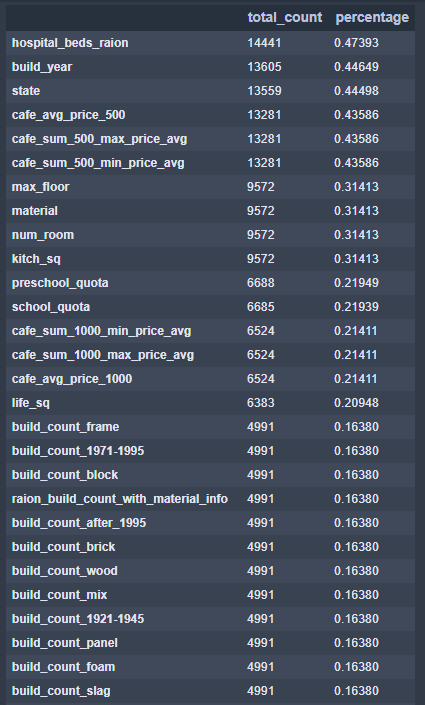 total_count percentage
hospital_beds_raion 14441 0.47393
build_year 13605 0.44649
state 13559 0.44498
cafe_avg_price_500 13281 0.43586
cafe_sum_500_max_price_avg 13281 0.43586
cafe_sum_500_min_price_avg 13281 0.43586
max_floor 9572 0.31413
material 9572 0.31413
num_room 9572 0.31413
kitch_sq 9572 0.31413
preschool_quota 6688 0.21949
school_quota 6685 0.21939
cafe_sum_1000_min_price_avg 6524 0.21411
cafe_sum_1000_max_price_avg 6524 0.21411
cafe_avg_price_1000 6524 0.21411
life_sq 6383 0.20948
build_count_frame 4991 0.16380
build_count_1971-1995 4991 0.16380
build_count_block 4991 0.16380
raion_build_count_with_material_info 4991 0.16380
build_count_after_1995 4991 0.16380
build_count_brick 4991 0.16380
build_count_wood 4991 0.16380
build_count_mix 4991 0.16380
build_count_1921-1945 4991 0.16380
build_count_panel 4991 0.16380
build_count_foam 4991 0.16380
build_count_slag 4991 0.16380